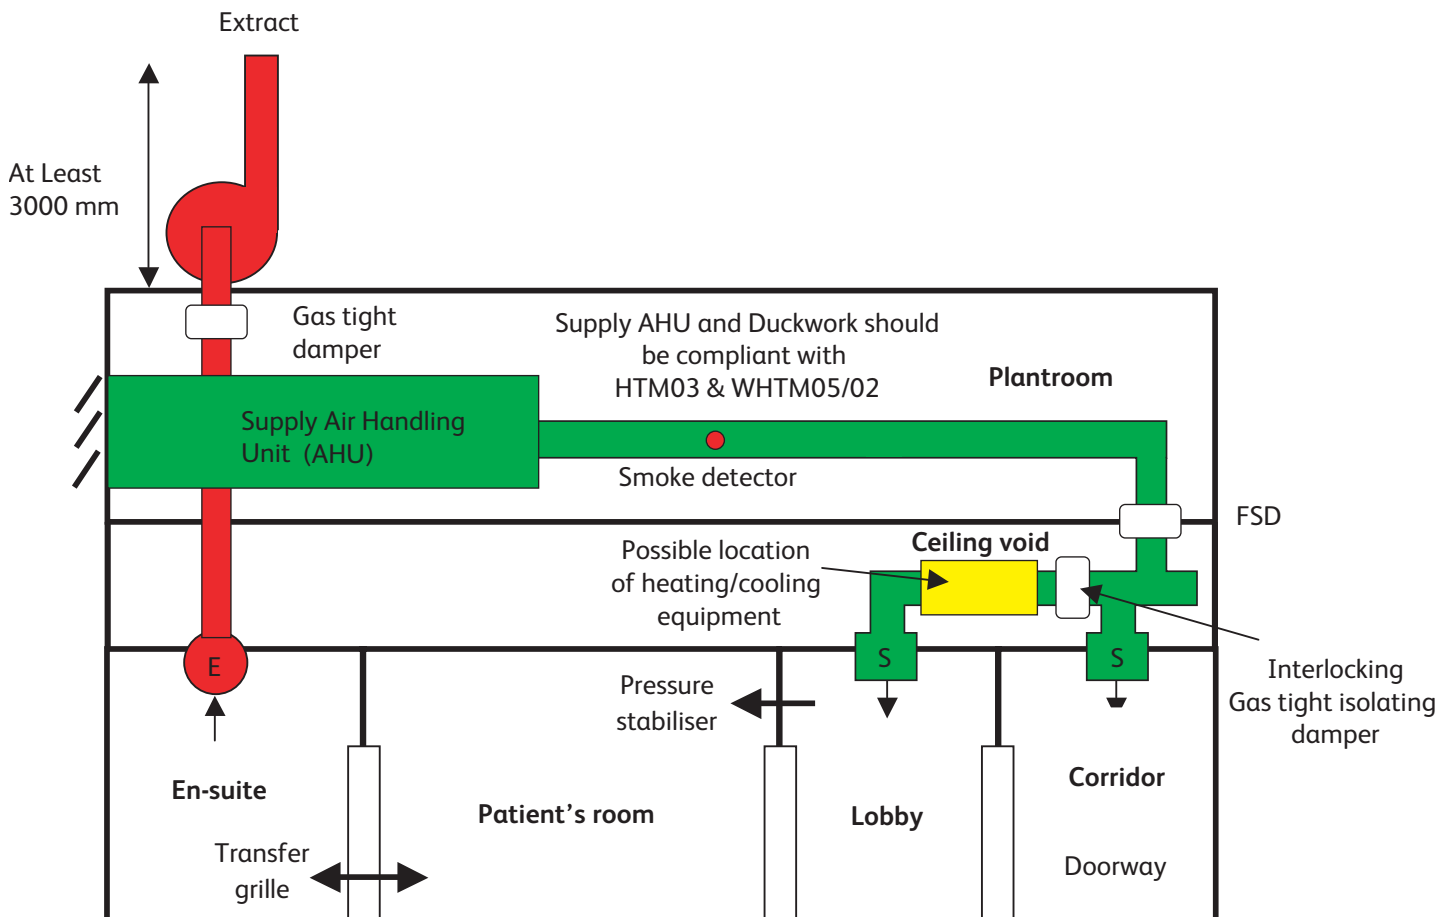 Extract
At Least
3000 mm
Gas tight
damper
Supply AHU and Duckwork should
be compliant with
HTM03 & WHTM05/02
Plantroom
Supply Air Handling
Unit (AHU)
Smoke detector
FSD
Possible location
of heating/cooling
equipment
Ceiling void
E
S
S
Interlocking
Gas tight isolating
damper
Pressure
stabiliser
En-suite
Patient’s room
Lobby
Corridor
Transfer
grille
Doorway